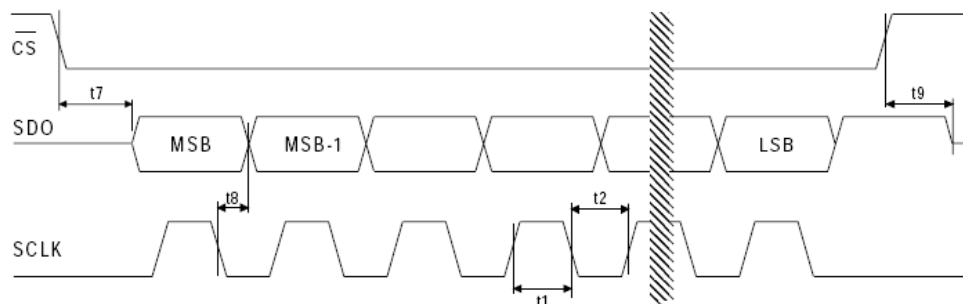 CS
t7
t9
SDO
MSB
MSB-1
LSB
t8
t2
SCLK
t1